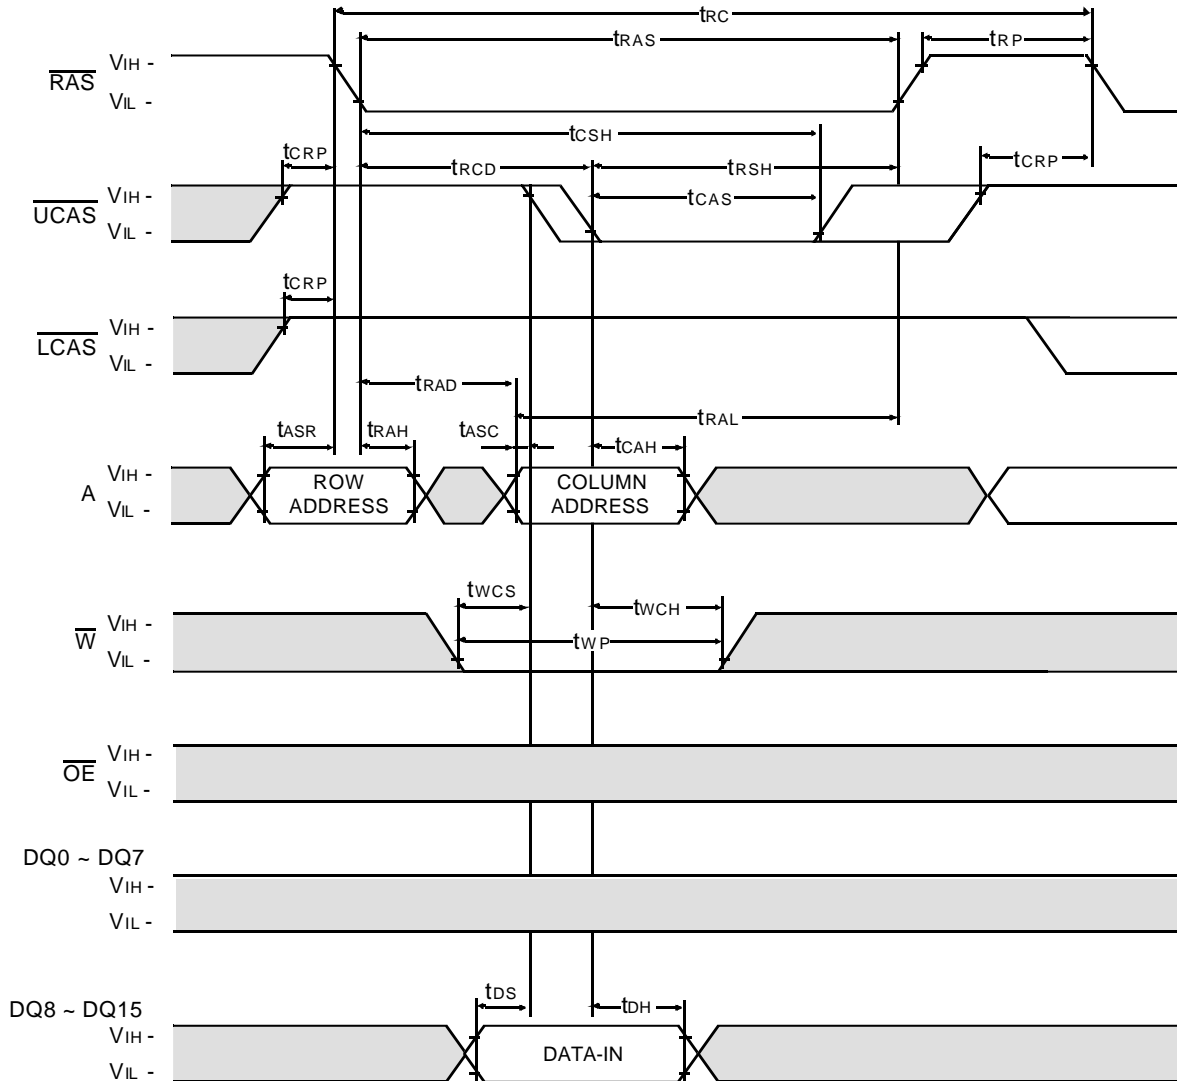 tRC
tRAS
tRP
RAS
VIH -
VIL -
tCSH
tCRP
tRCD
tRSH
tCRP
UCAS
VIH -
VIL -
tCAS
tCRP
LCAS
VIH -
VIL -
tRAD
tRAL
tASR
tRAH
tASC
tCAH
A
VIH -
VIL -
ROW
ADDRESS
COLUMN
ADDRESS
tWCS
tWCH
tWP
W
VIH -
VIL -
OE
VIH -
VIL -
DQ0 ~ DQ7
VIH -
VIL -
tDS
tDH
DQ8 ~ DQ15
VIH -
VIL -
DATA-IN